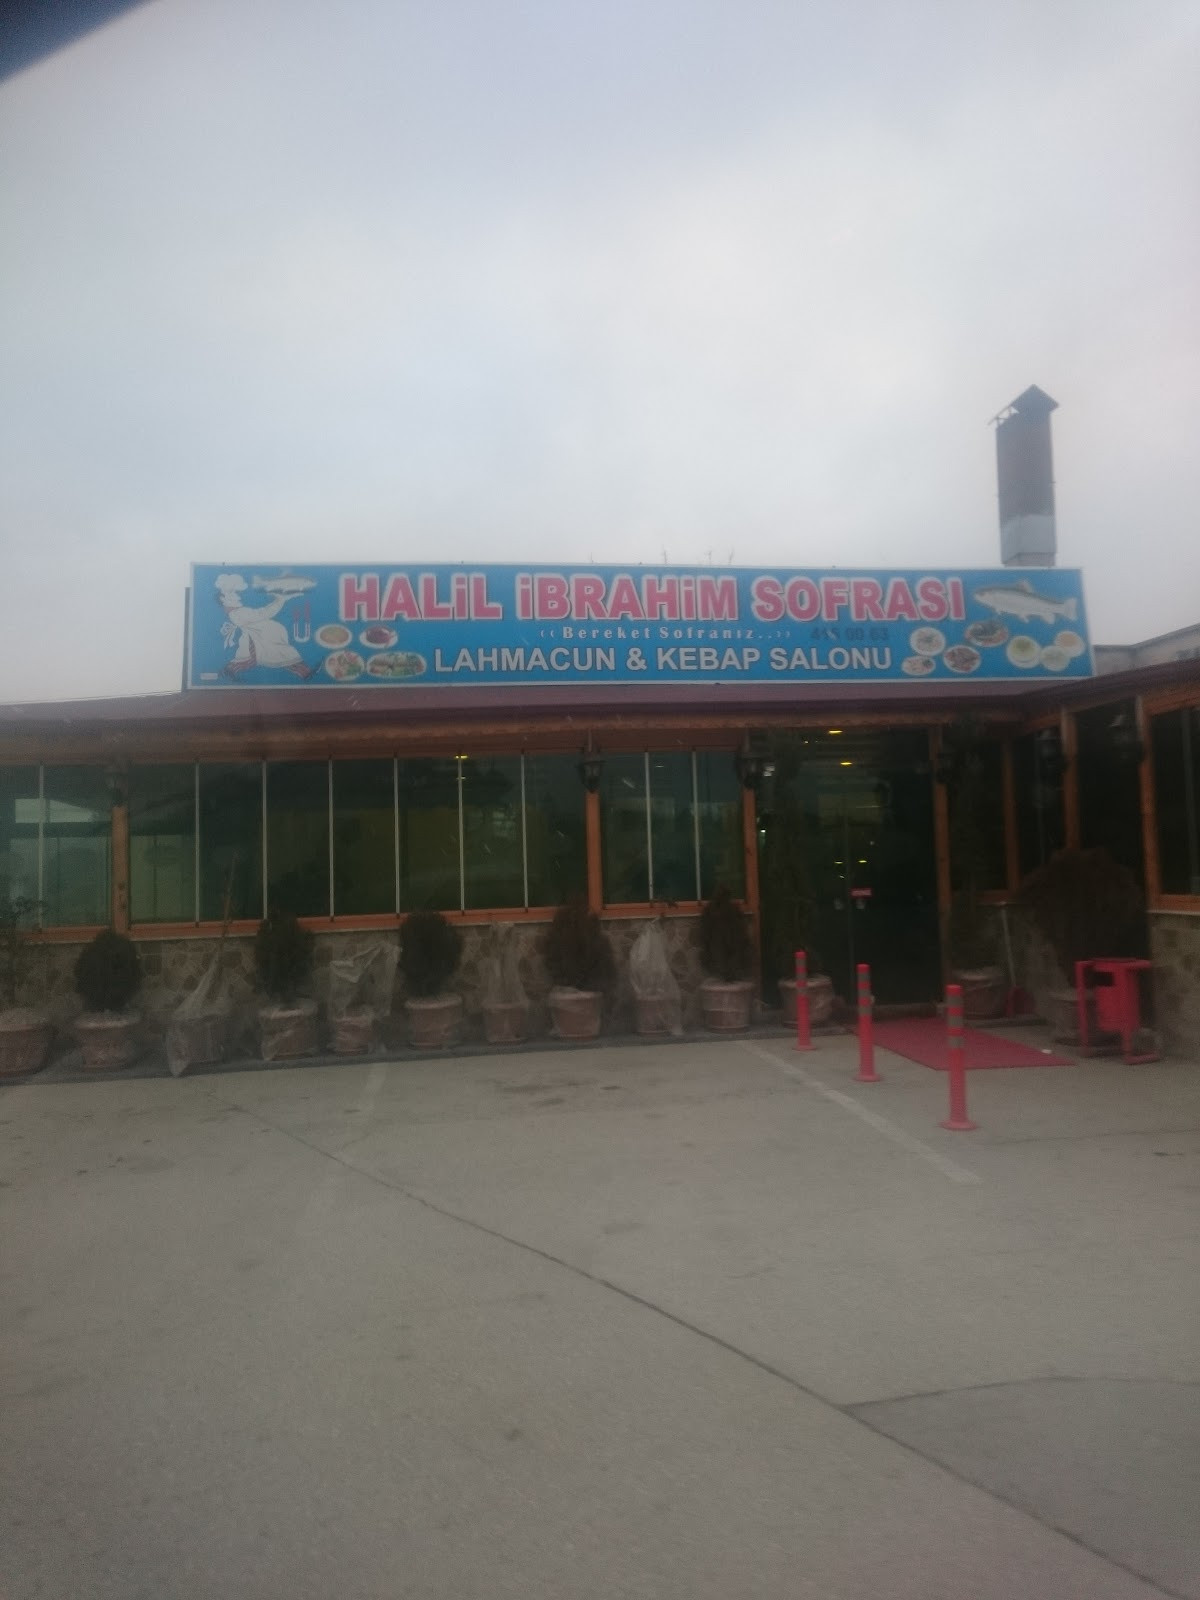 HALİL İBRAHİM SOFRASI
‹‹ Bereket Sofranız..››
LAHMACUN & KEBAP SALONU